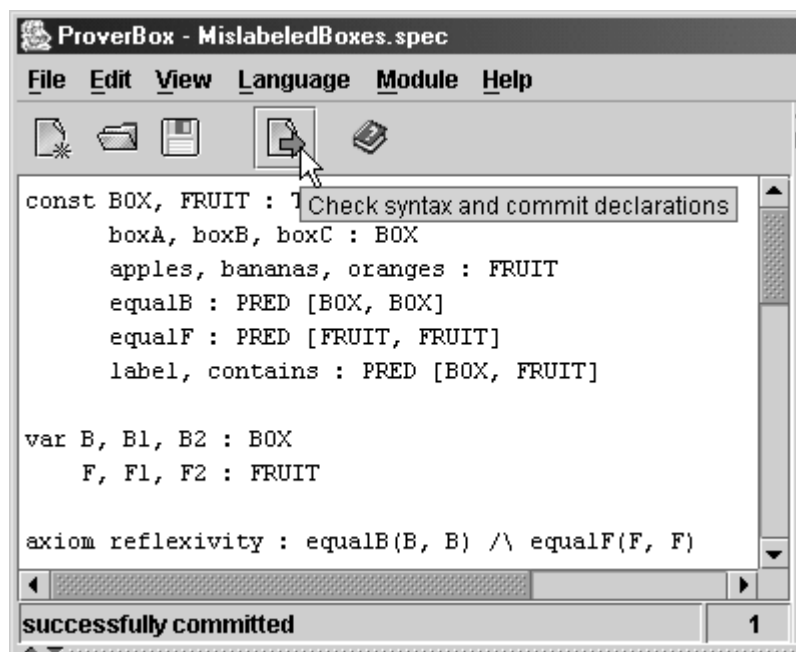 ProverBox - MislabeledBoxes.spec
File Edit View Language Module Help
const BOX, FRUIT :
Check syntax and commit declarations
boxA, boxB, boxC : BOX
apples, bananas, oranges : FRUIT
equalB : PRED [BOX, BOX]
equalF : PRED [FRUIT, FRUIT]
label, contains : PRED [BOX, FRUIT]
var B, B1, B2 : BOX
F, F1, F2 : FRUIT
axiom reflexivity : equalB(B, B) /\ equalF(F, F)
successfully committed 1